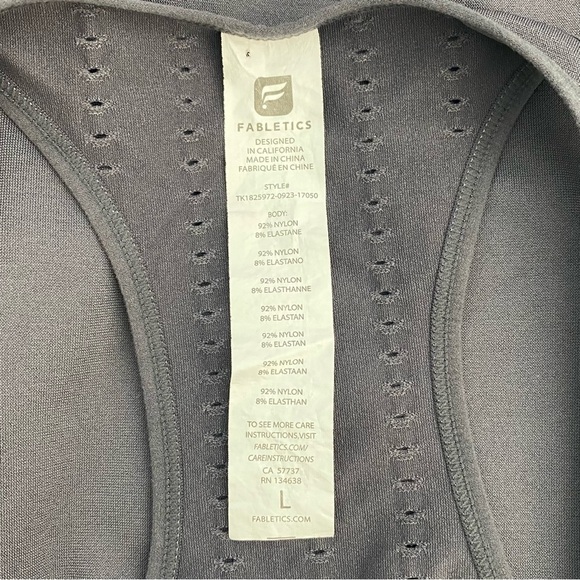 FABLETICS
DESIGNED
IN CALIFORNIA
MADE IN CHINA
FABRIQUÉ EN CHINE
STYLE#
TK1825972-0923-17050
BODY:
92% NYLON
8% ELASTANE
92% NYLON
8% ELASTANO
92% NYLON
8% ELASTHANNE
92% NYLON
8% ELASTAN
92% NYLON
8% ELASTAN
92% NYLON
8% ELASTAAN
92% NYLON
8% ELASTHAN
TO SEE MORE CARE
INSTRUCTIONS,VISIT
FABLETICS.COM/
CAREINSTRUCTIONS
CA 57737
RN 134638
L
FABLETICS.COM